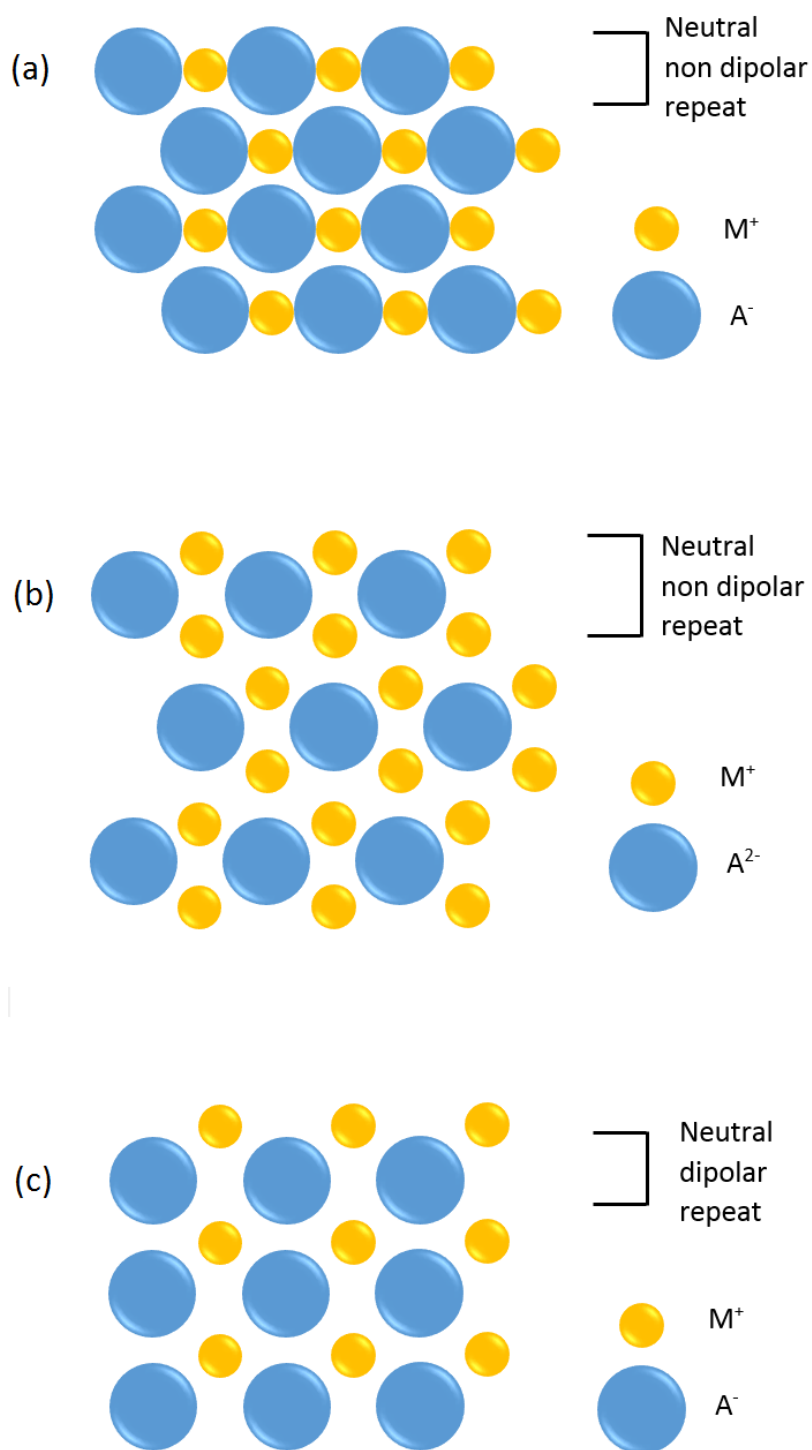 (a)
Neutral
non dipolar
repeat
M⁺
A⁻
(b)
Neutral
non dipolar
repeat
M⁺
A²⁻
(c)
Neutral
dipolar
repeat
M⁺
A⁻